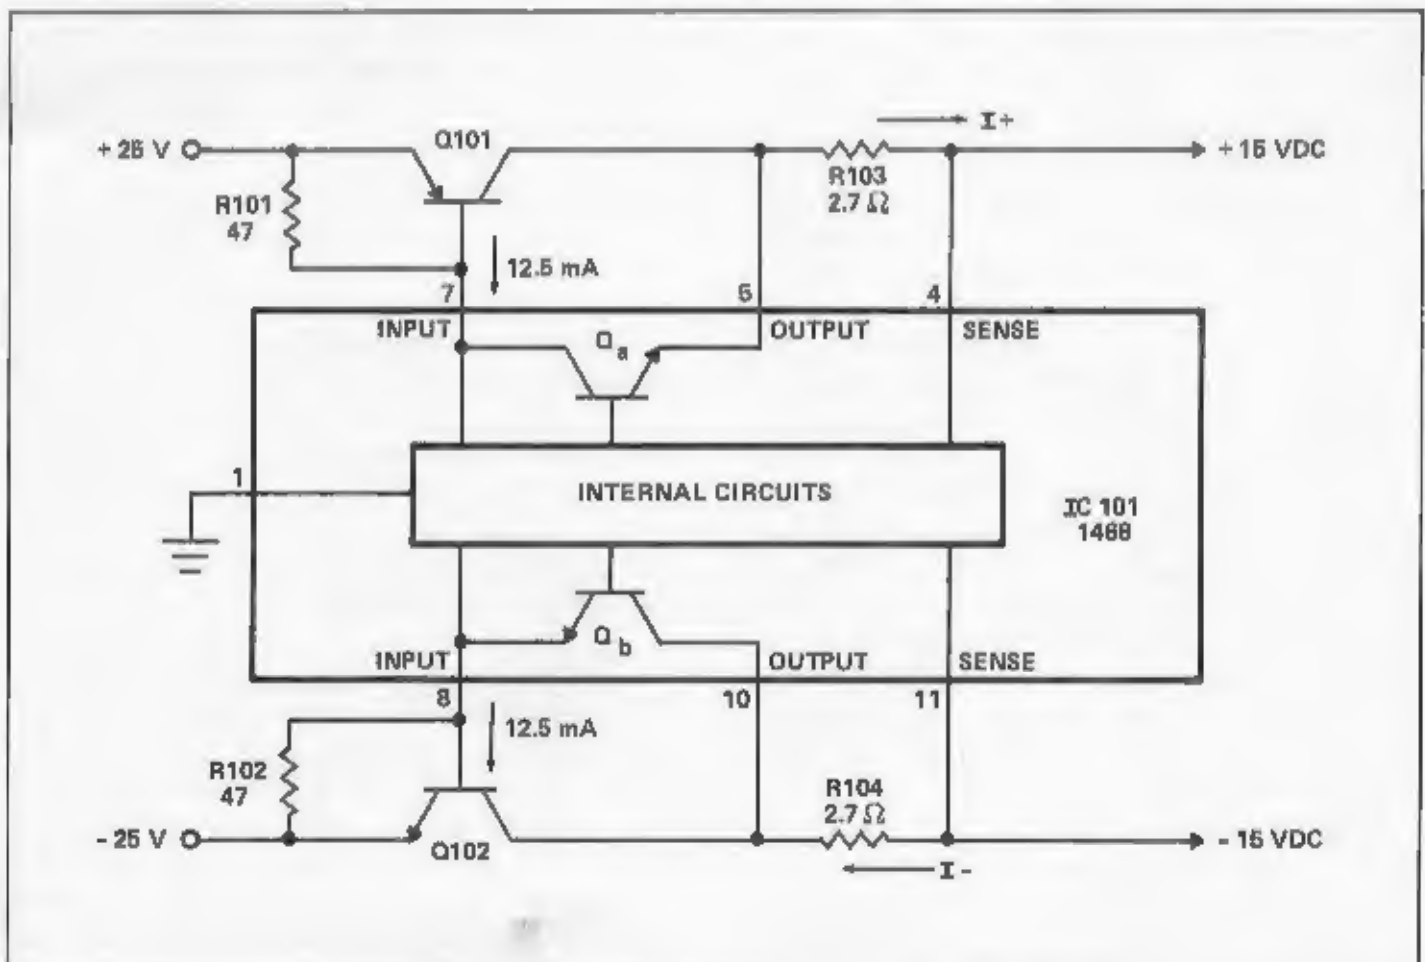 Q101
I+
+ 25 V
+ 15 VDC
R101
47
R103
2.7 Ω
12.5 mA
7
5
4
INPUT
Qa
OUTPUT
SENSE
1
INTERNAL CIRCUITS
IC 101
1468
INPUT
Qb
OUTPUT
SENSE
8
10
11
12.5 mA
R102
47
R104
2.7 Ω
- 25 V
Q102
- 15 VDC
I-